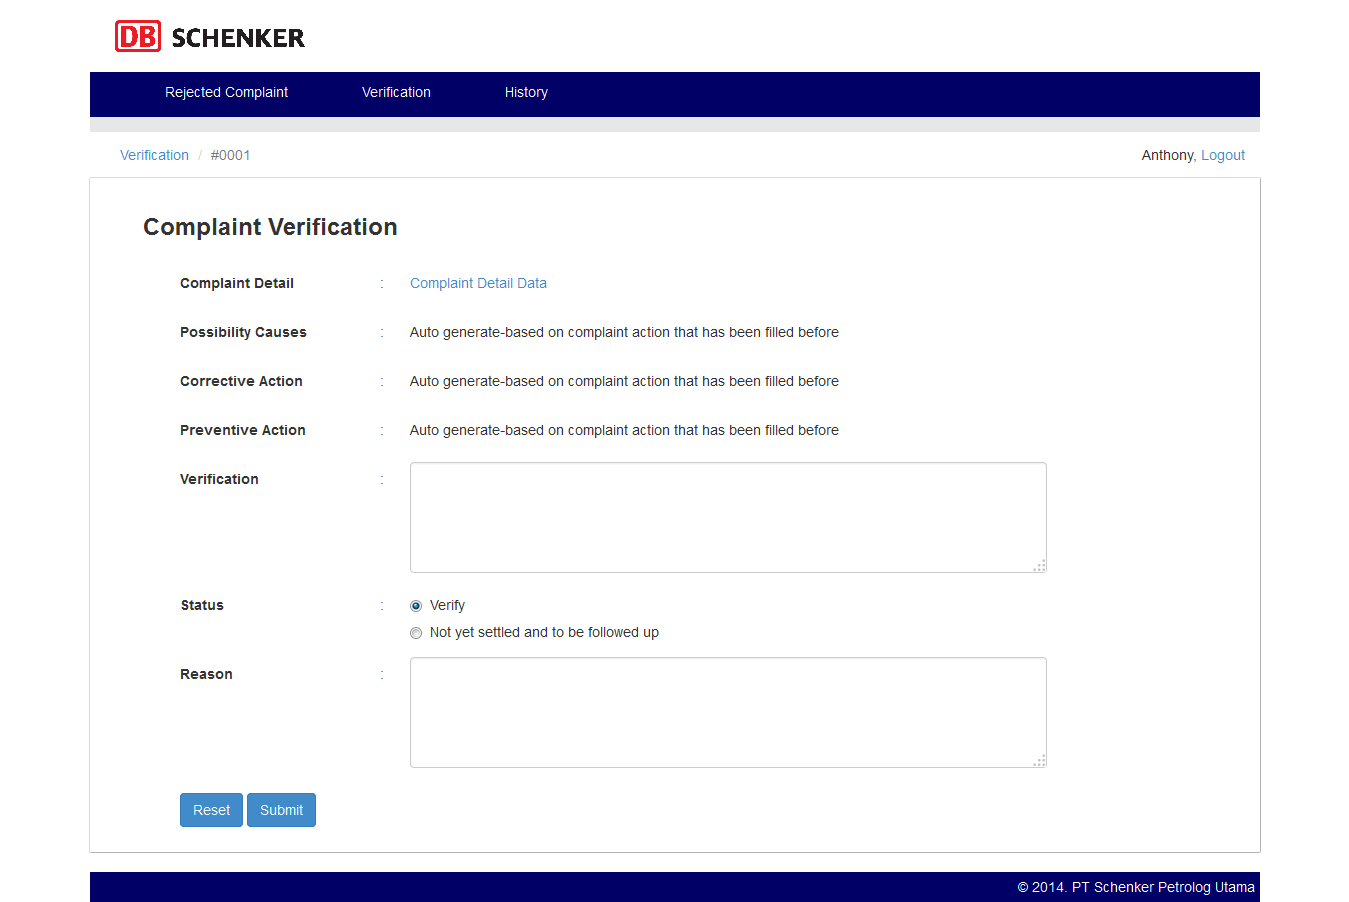 DB SCHENKER
Rejected Complaint Verification History
Verification / #0001 Anthony, Logout
Complaint Verification
Complaint Detail : Complaint Detail Data
Possibility Causes : Auto generate-based on complaint action that has been filled before
Corrective Action : Auto generate-based on complaint action that has been filled before
Preventive Action : Auto generate-based on complaint action that has been filled before
Verification :
Status : Verify
Not yet settled and to be followed up
Reason :
Reset Submit
© 2014. PT Schenker Petrolog Utama